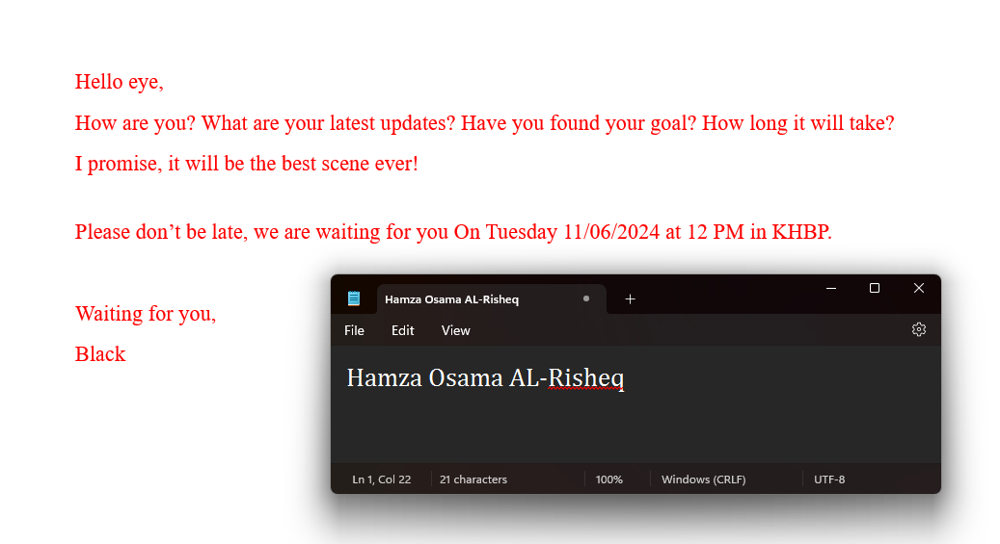 Hello eye,
How are you? What are your latest updates? Have you found your goal? How long it will take?
I promise, it will be the best scene ever!
Please don’t be late, we are waiting for you On Tuesday 11/06/2024 at 12 PM in KHBP.
Waiting for you,
Black
Hamza Osama AL-Risheq
File Edit View
Hamza Osama AL-Risheq
Ln 1, Col 22 21 characters 100% Windows (CRLF) UTF-8